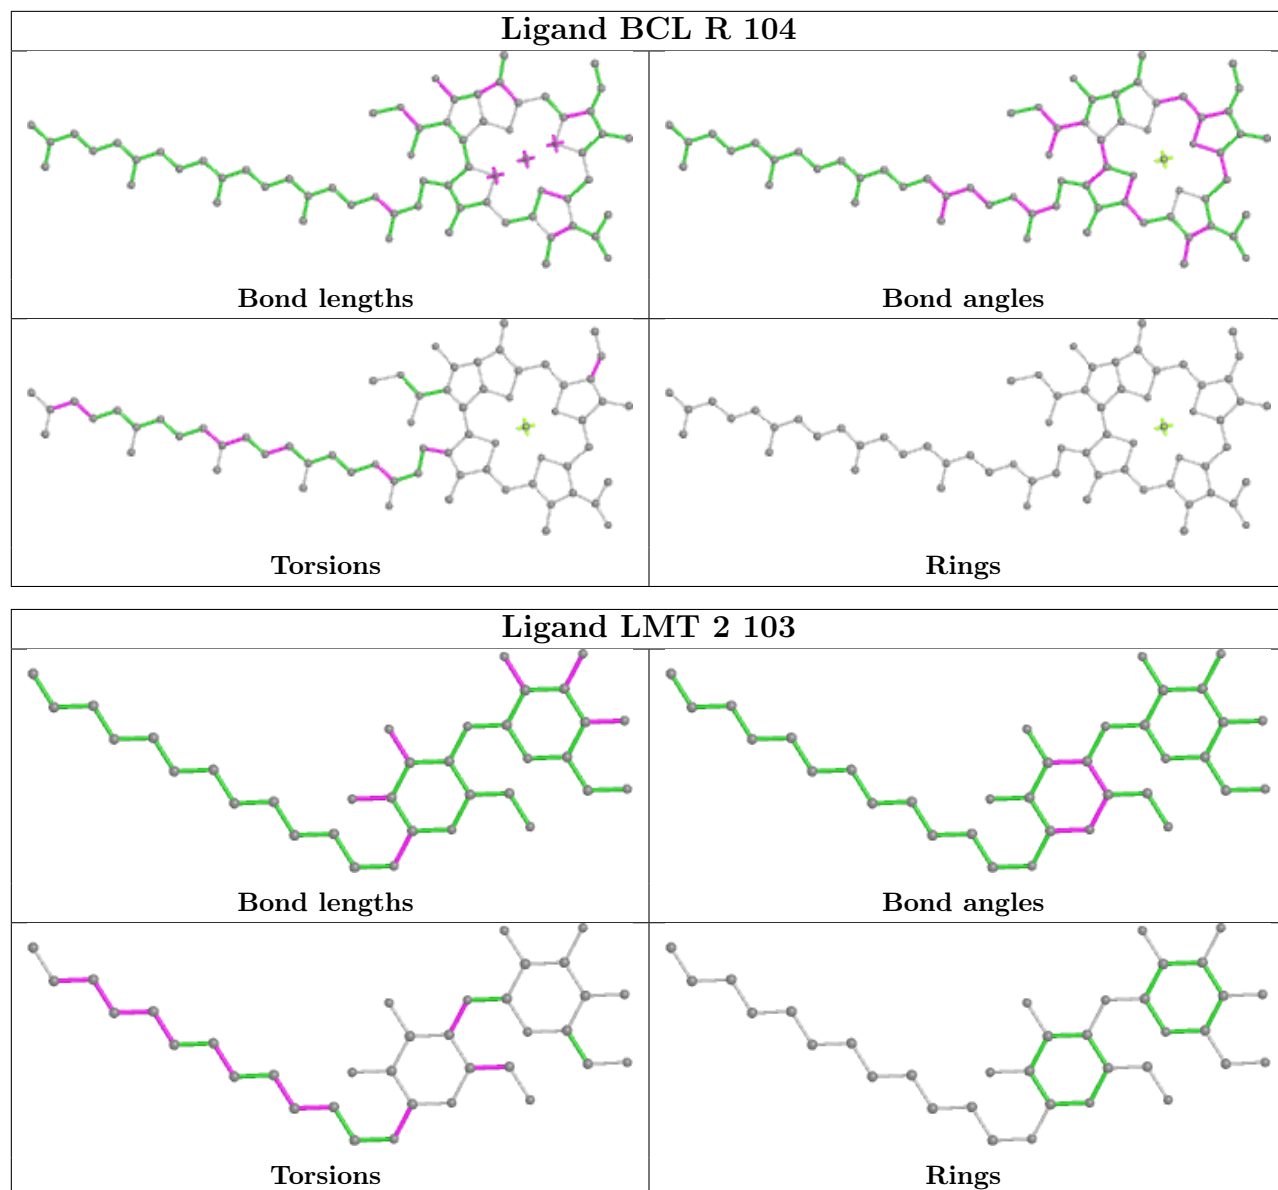 Ligand BCL R 104
Bond lengths
Bond angles
Torsions
Rings
Ligand LMT 2 103
Bond lengths
Bond angles
Torsions
Rings